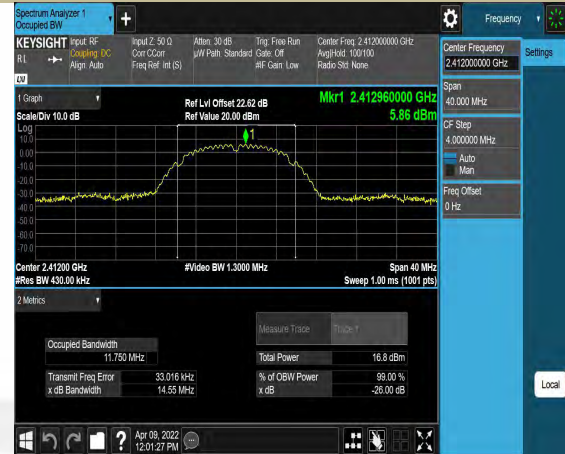 Spectrum Analyzer 1
Occupied BW
+
Frequency
KEYSIGHT
Input: RF
Coupling: DC
Align: Auto
Input Z: 50 Ω
Corr CCorr
Freq Ref: Int (S)
Atten: 30 dB
µW Path: Standard
Trig: Free Run
Gate: Off
#IF Gain: Low
Center Freq: 2.412000000 GHz
Avg|Hold: 100/100
Radio Std: None
RL
LXI
Center Frequency
2.412000000 GHz
Settings
Span
40.000 MHz
CF Step
4.000000 MHz
Auto
Man
Freq Offset
0 Hz
Local
1 Graph
Scale/Div 10.0 dB
Ref Lvl Offset 22.62 dB
Ref Value 20.00 dBm
Mkr1 2.412960000 GHz
5.86 dBm
Log
10.0
0.00
-10.0
-20.0
-30.0
-40.0
-50.0
-60.0
-70.0
1
Center 2.41200 GHz
#Res BW 430.00 kHz
#Video BW 1.3000 MHz
Span 40 MHz
Sweep 1.00 ms (1001 pts)
2 Metrics
Measure Trace
Trace 1
Occupied Bandwidth
11.750 MHz
Total Power 16.8 dBm
Transmit Freq Error 33.016 kHz
% of OBW Power 99.00 %
x dB Bandwidth 14.55 MHz
x dB -26.00 dB
?
Apr 09, 2022
12:01:27 PM